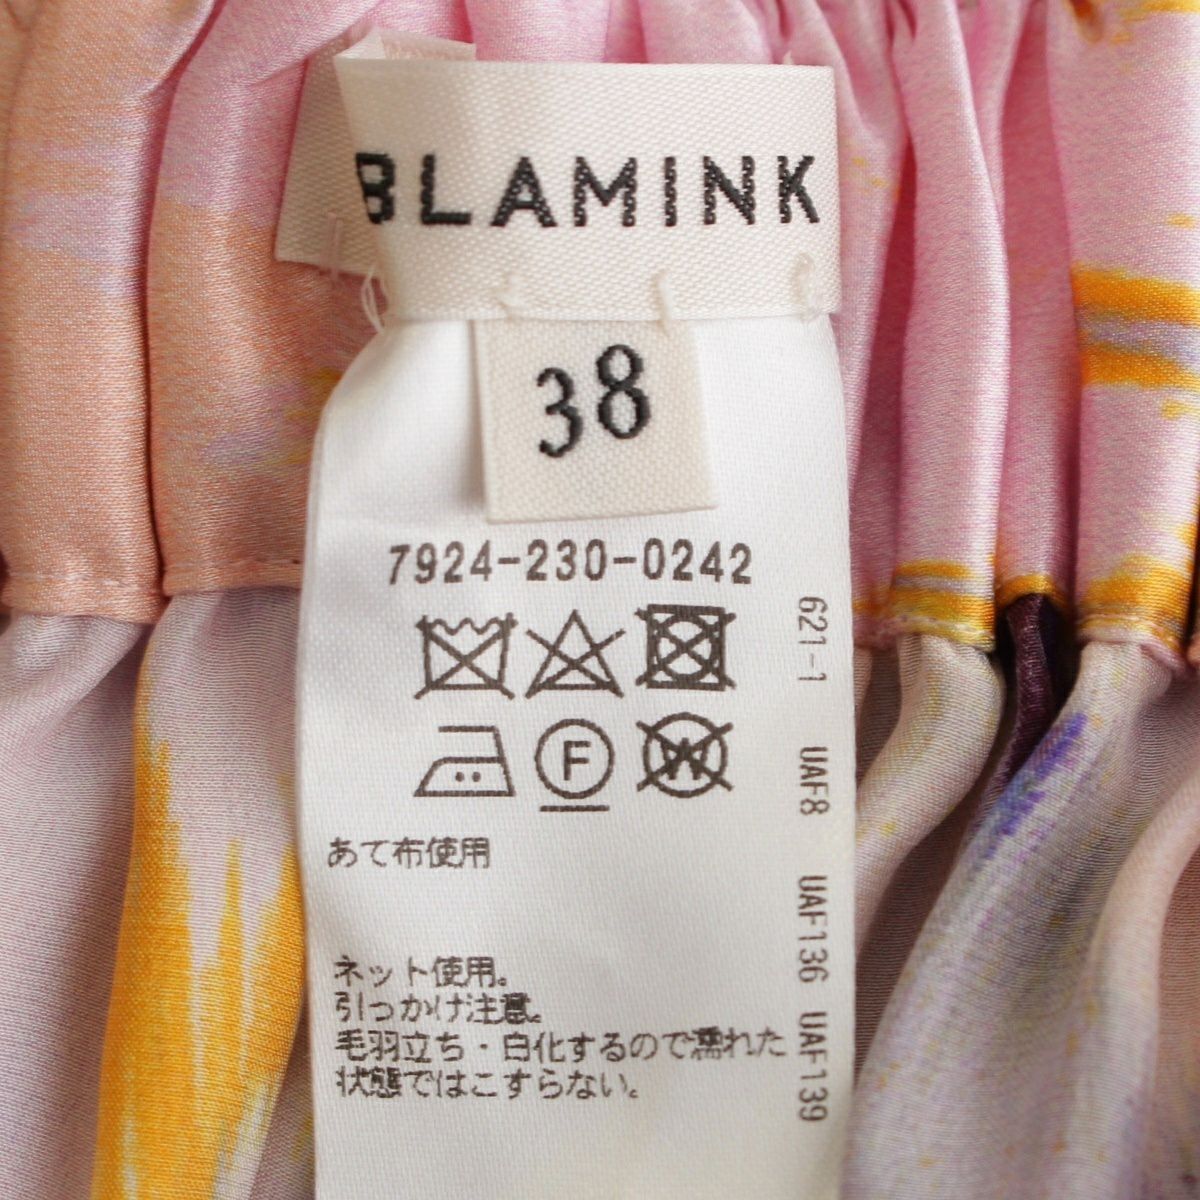 BLAMINK
38
7924-230-0242
F
W
あて布使用
ネット使用。
引っかけ注意。
毛羽立ち・白化するので濡れた
状態ではこすらない。
621-1 UAF8 UAF136 UAF139